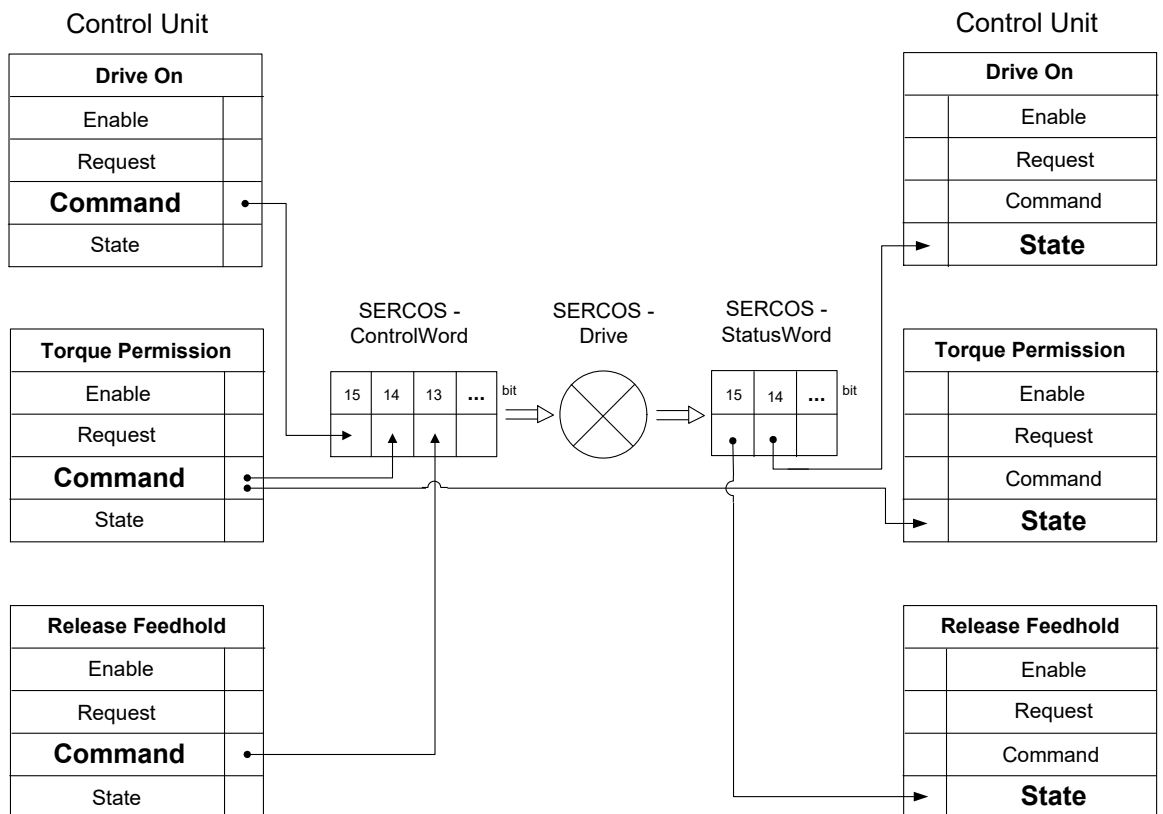 Control Unit
Drive On
Enable
Request
Command
State
Torque Permission
Enable
Request
Command
State
Release Feedhold
Enable
Request
Command
State
SERCOS -
ControlWord
15 14 13 ... bit
SERCOS -
Drive
SERCOS -
StatusWord
15 14 ... bit
Control Unit
Drive On
Enable
Request
Command
State
Torque Permission
Enable
Request
Command
State
Release Feedhold
Enable
Request
Command
State